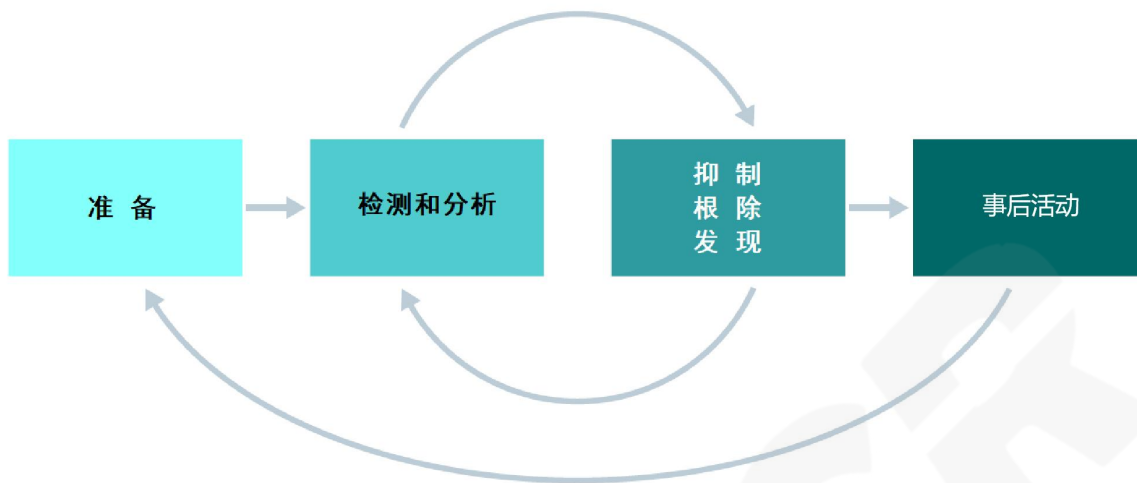 准 备
检测和分析
抑 制
根 除
发 现
事后活动